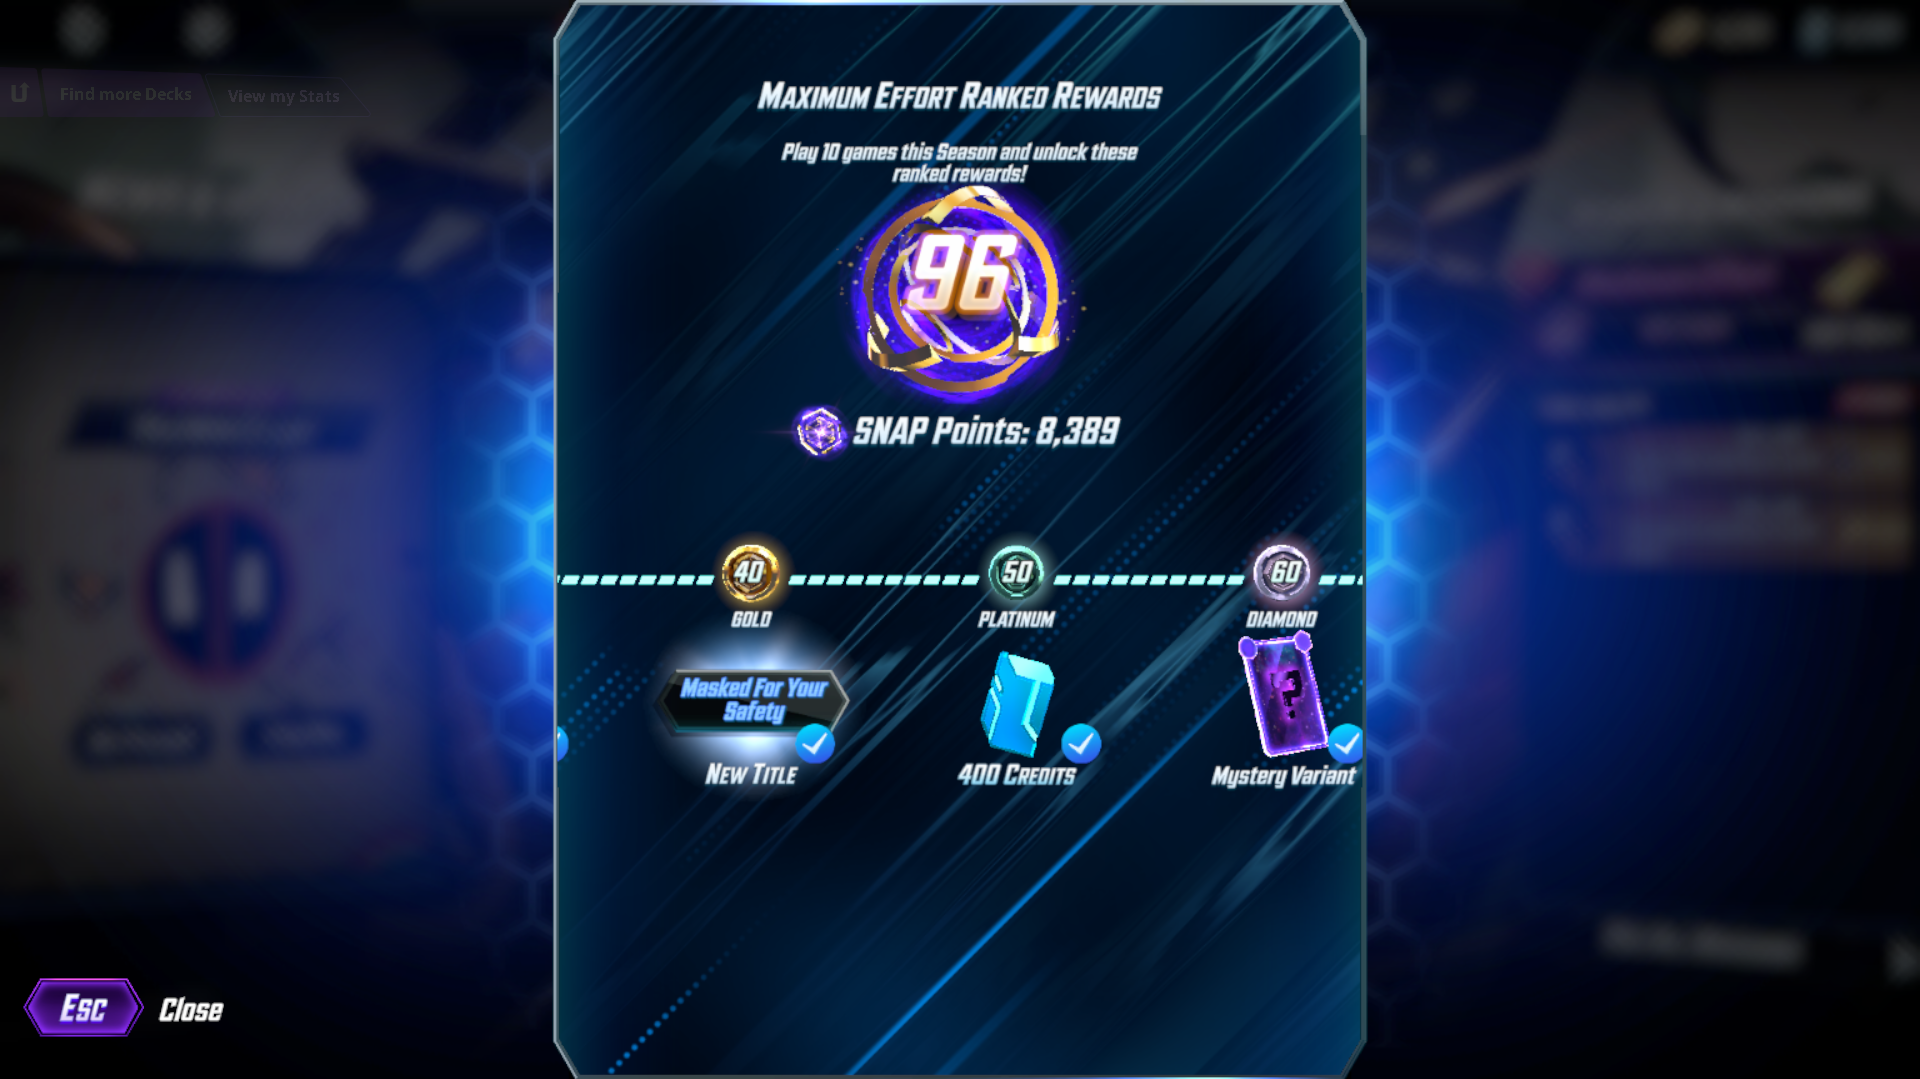 Find more Decks
View my Stats
MAXIMUM EFFORT RANKED REWARDS
Play 10 games this Season and unlock these
ranked rewards!
96
SNAP Points: 8,389
40
50
60
GOLD
PLATINUM
DIAMOND
Masked For Your
Safety
?
NEW TITLE
400 CREDITS
Mystery Variant
Esc
Close